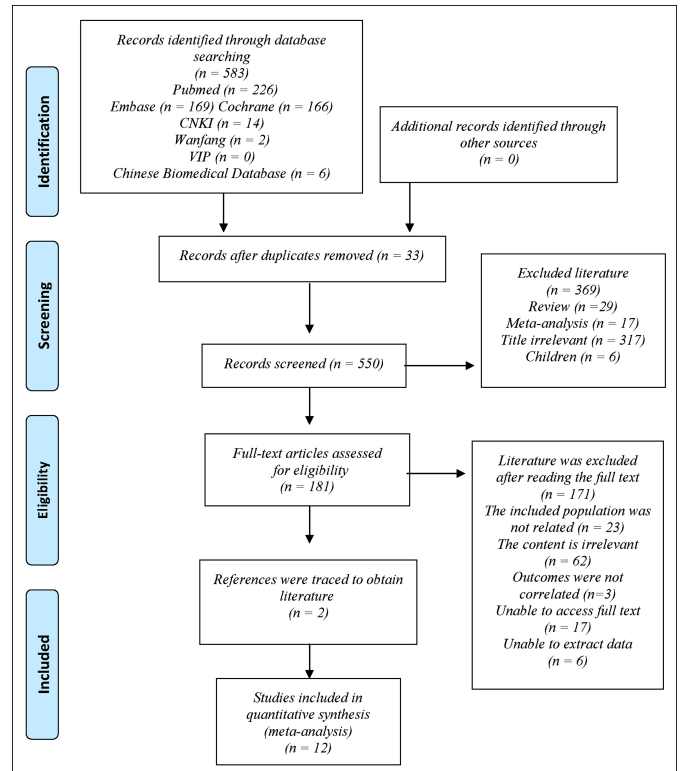 Identification
Records identified through database
searching
(n = 583)
Pubmed (n = 226)
Embase (n = 169) Cochrane (n = 166)
CNKI (n = 14)
Wanfang (n = 2)
VIP (n = 0)
Chinese Biomedical Database (n = 6)
Additional records identified through
other sources
(n = 0)
Screening
Records after duplicates removed (n = 33)
Records screened (n = 550)
Excluded literature
(n = 369)
Review (n =29)
Meta-analysis (n = 17)
Title irrelevant (n = 317)
Children (n = 6)
Eligibility
Full-text articles assessed
for eligibility
(n = 181)
Literature was excluded
after reading the full text
(n = 171)
The included population was
not related (n = 23)
The content is irrelevant
(n = 62)
Outcomes were not
correlated (n=3)
Unable to access full text
(n = 17)
Unable to extract data
(n = 6)
Included
References were traced to obtain
literature
(n = 2)
Studies included in
quantitative synthesis
(meta-analysis)
(n = 12)